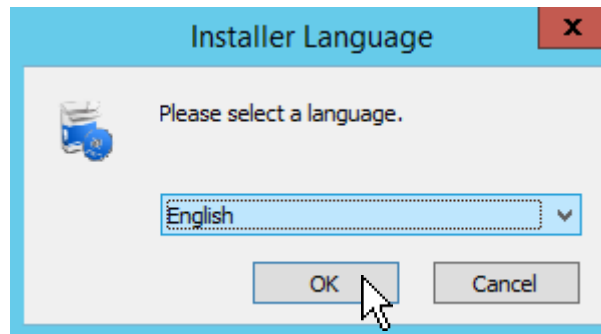 Installer Language
x
Please select a language.
English
OK
Cancel